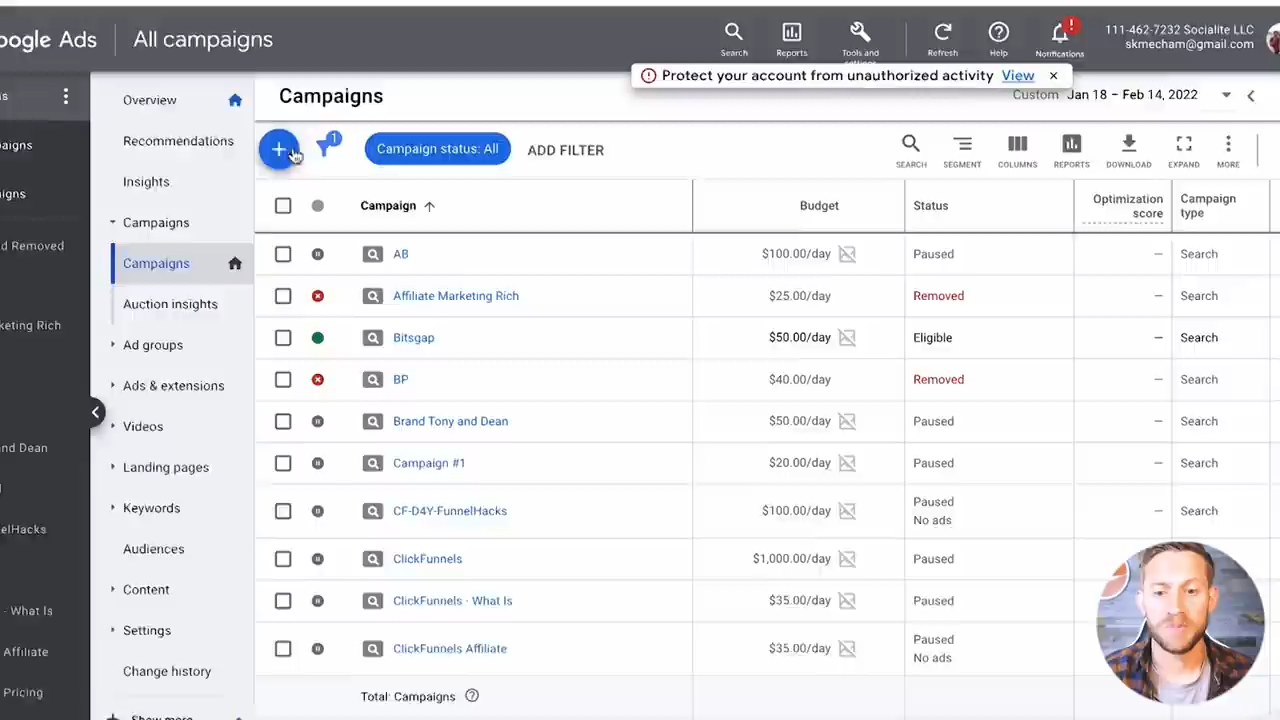 oogle Ads
All campaigns
Search
Reports
Tools and
settings
Refresh
Help
Notifications
111-462-7232 Socialite LLC
skmecham@gmail.com
Protect your account from unauthorized activity View
Campaigns
Custom Jan 18 – Feb 14, 2022
s
aigns
igns
d Removed
keting Rich
nd Dean
nelHacks
- What Is
Affiliate
Pricing
Overview
Recommendations
Insights
Campaigns
Campaigns
Auction insights
Ad groups
Ads & extensions
Videos
Landing pages
Keywords
Audiences
Content
Settings
Change history
Show more
1
Campaign status: All
ADD FILTER
SEARCH
SEGMENT
COLUMNS
REPORTS
DOWNLOAD
EXPAND
MORE
Campaign Budget Status Optimization score Campaign type
AB $100.00/day Paused – Search
Affiliate Marketing Rich $25.00/day Removed – Search
Bitsgap $50.00/day Eligible – Search
BP $40.00/day Removed – Search
Brand Tony and Dean $50.00/day Paused – Search
Campaign #1 $20.00/day Paused – Search
CF-D4Y-FunnelHacks $100.00/day Paused No ads – Search
ClickFunnels $1,000.00/day Paused
ClickFunnels - What Is $35.00/day Paused
ClickFunnels Affiliate $35.00/day Paused No ads
Total: Campaigns